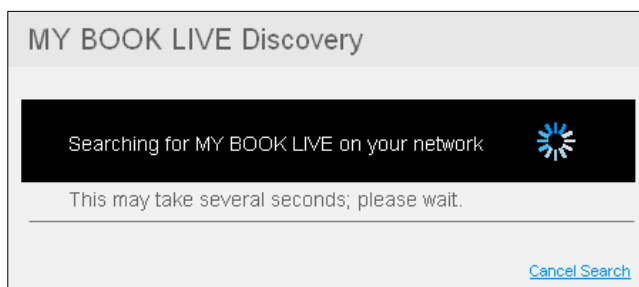 MY BOOK LIVE Discovery
Searching for MY BOOK LIVE on your network
This may take several seconds; please wait.
Cancel Search